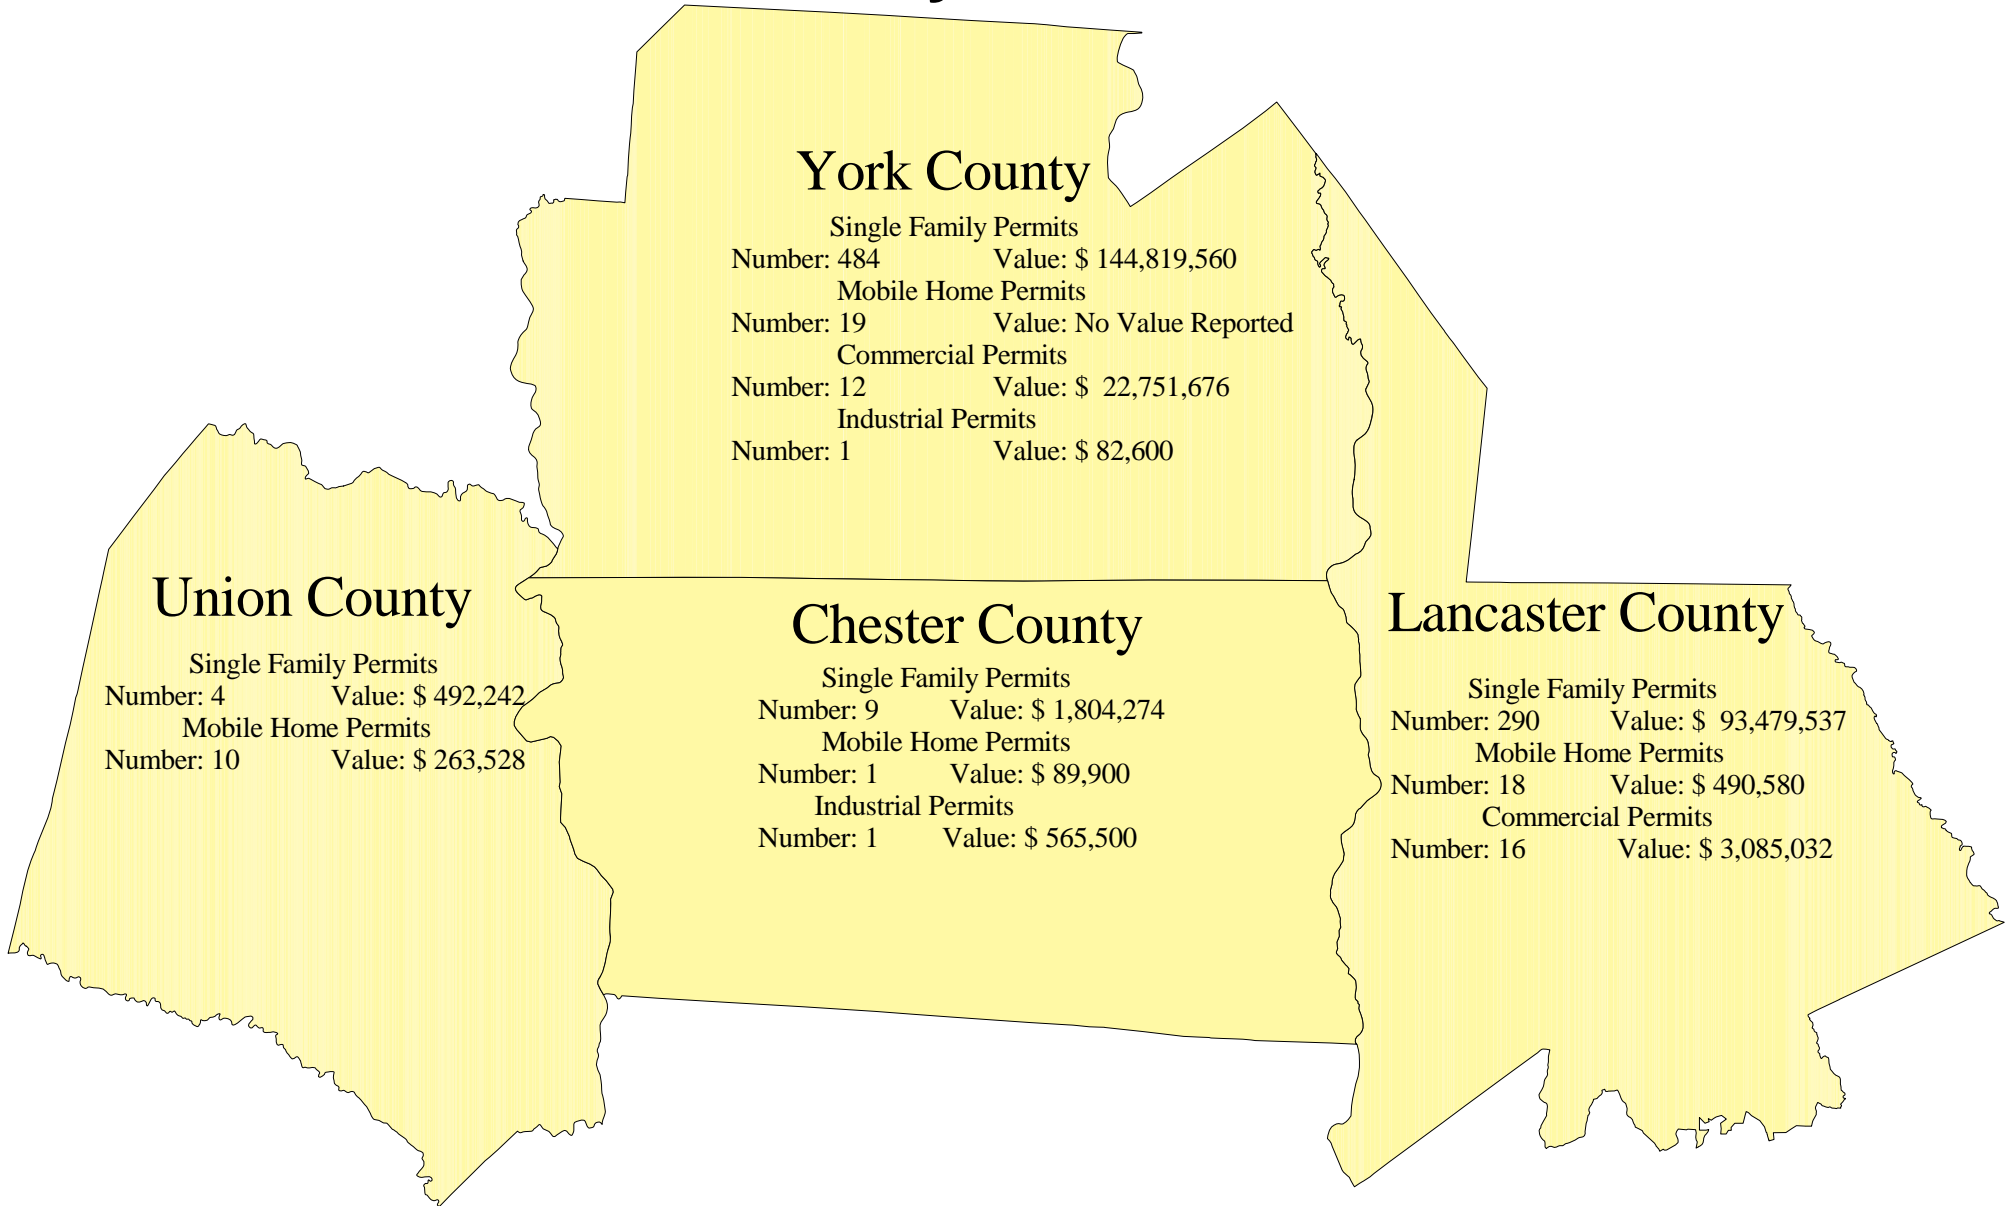 York County
Single Family Permits
Number: 484 Value: $ 144,819,560
Mobile Home Permits
Number: 19 Value: No Value Reported
Commercial Permits
Number: 12 Value: $ 22,751,676
Industrial Permits
Number: 1 Value: $ 82,600
Union County
Single Family Permits
Number: 4 Value: $ 492,242
Mobile Home Permits
Number: 10 Value: $ 263,528
Chester County
Single Family Permits
Number: 9 Value: $ 1,804,274
Mobile Home Permits
Number: 1 Value: $ 89,900
Industrial Permits
Number: 1 Value: $ 565,500
Lancaster County
Single Family Permits
Number: 290 Value: $ 93,479,537
Mobile Home Permits
Number: 18 Value: $ 490,580
Commercial Permits
Number: 16 Value: $ 3,085,032